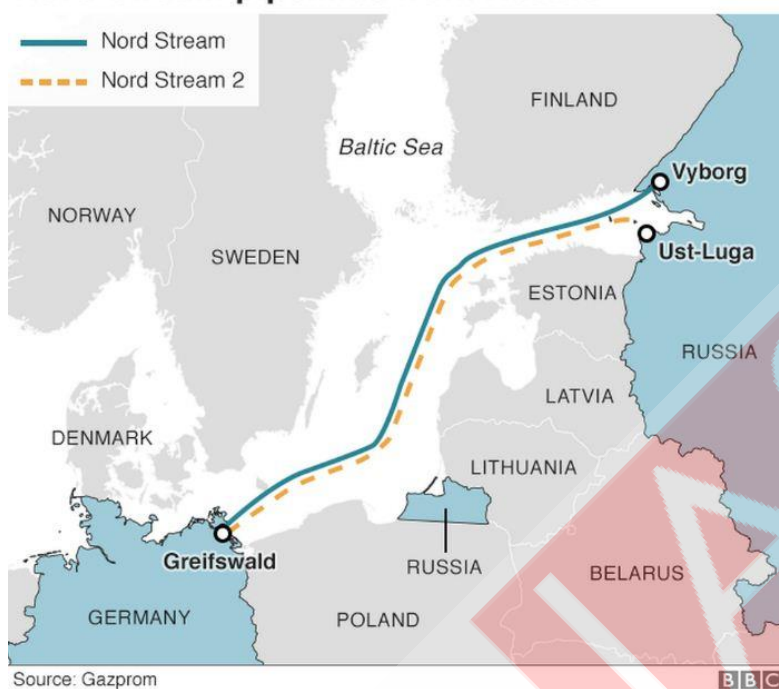 Nord Stream
Nord Stream 2
FINLAND
Baltic Sea
Vyborg
NORWAY
SWEDEN
Ust-Luga
ESTONIA
RUSSIA
LATVIA
DENMARK
LITHUANIA
Greifswald
RUSSIA
BELARUS
GERMANY
POLAND
Source: Gazprom
BBC